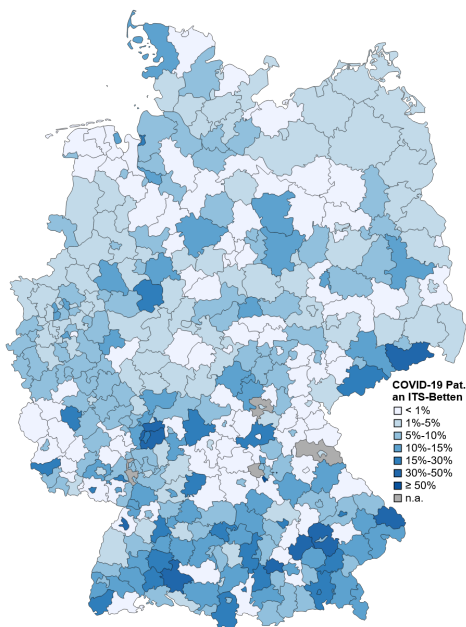 COVID-19 Pat.
an ITS-Betten
< 1%
1%-5%
5%-10%
10%-15%
15%-30%
30%-50%
≥ 50%
n.a.